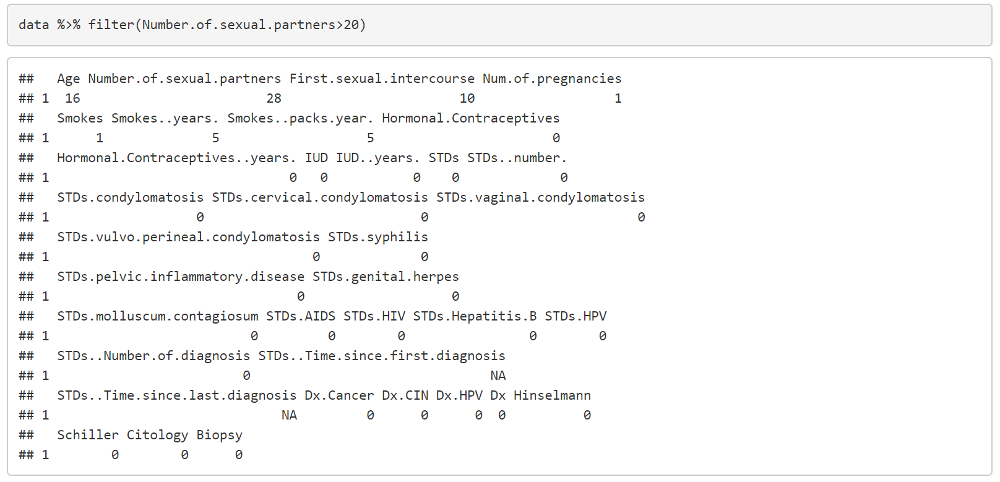 data %>% filter(Number.of.sexual.partners>20)
##   Age Number.of.sexual.partners First.sexual.intercourse Num.of.pregnancies
## 1  16                        28                       10                  1
##   Smokes Smokes..years. Smokes..packs.year. Hormonal.Contraceptives
## 1      1              5                   5                       0
##   Hormonal.Contraceptives..years. IUD IUD..years. STDs STDs..number.
## 1                               0   0           0    0             0
##   STDs.condylomatosis STDs.cervical.condylomatosis STDs.vaginal.condylomatosis
## 1                   0                            0                           0
##   STDs.vulvo.perineal.condylomatosis STDs.syphilis
## 1                                  0             0
##   STDs.pelvic.inflammatory.disease STDs.genital.herpes
## 1                                0                   0
##   STDs.molluscum.contagiosum STDs.AIDS STDs.HIV STDs.Hepatitis.B STDs.HPV
## 1                          0         0        0                0        0
##   STDs..Number.of.diagnosis STDs..Time.since.first.diagnosis
## 1                         0                               NA
##   STDs..Time.since.last.diagnosis Dx.Cancer Dx.CIN Dx.HPV Dx Hinselmann
## 1                              NA         0      0      0  0          0
##   Schiller Citology Biopsy
## 1        0        0      0